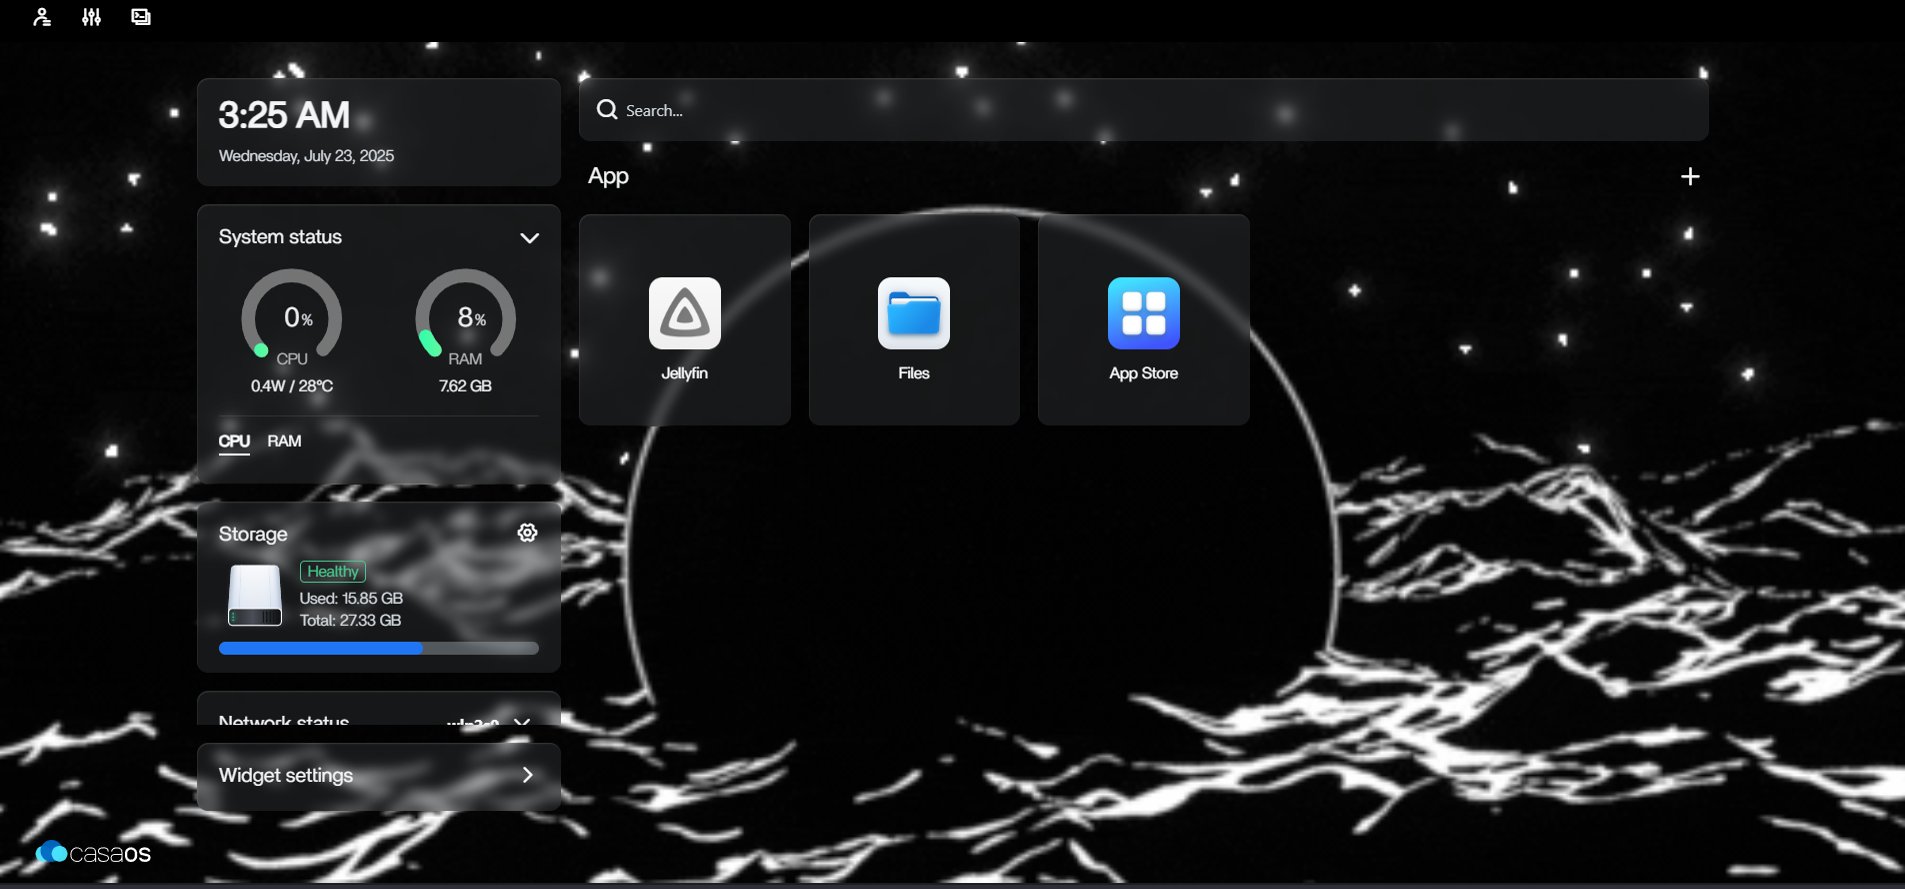 3:25 AM
Wednesday, July 23, 2025
Search...
App
System status
0%
CPU
0.4W / 28°C
8%
RAM
7.62 GB
CPU RAM
Jellyfin
Files
App Store
Storage
Healthy
Used: 15.85 GB
Total: 27.33 GB
Network status
Widget settings
casaos